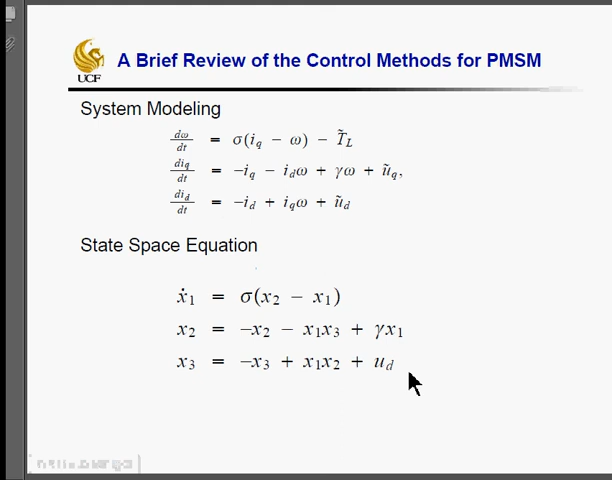 UCF
A Brief Review of the Control Methods for PMSM
System Modeling
dω/dt = σ(i_q − ω) − T̃_L
di_q/dt = −i_q − i_dω + γω + ũ_q,
di_d/dt = −i_d + i_qω + ũ_d
State Space Equation
ẋ₁ = σ(x₂ − x₁)
x₂ = −x₂ − x₁x₃ + γx₁
x₃ = −x₃ + x₁x₂ + u_d